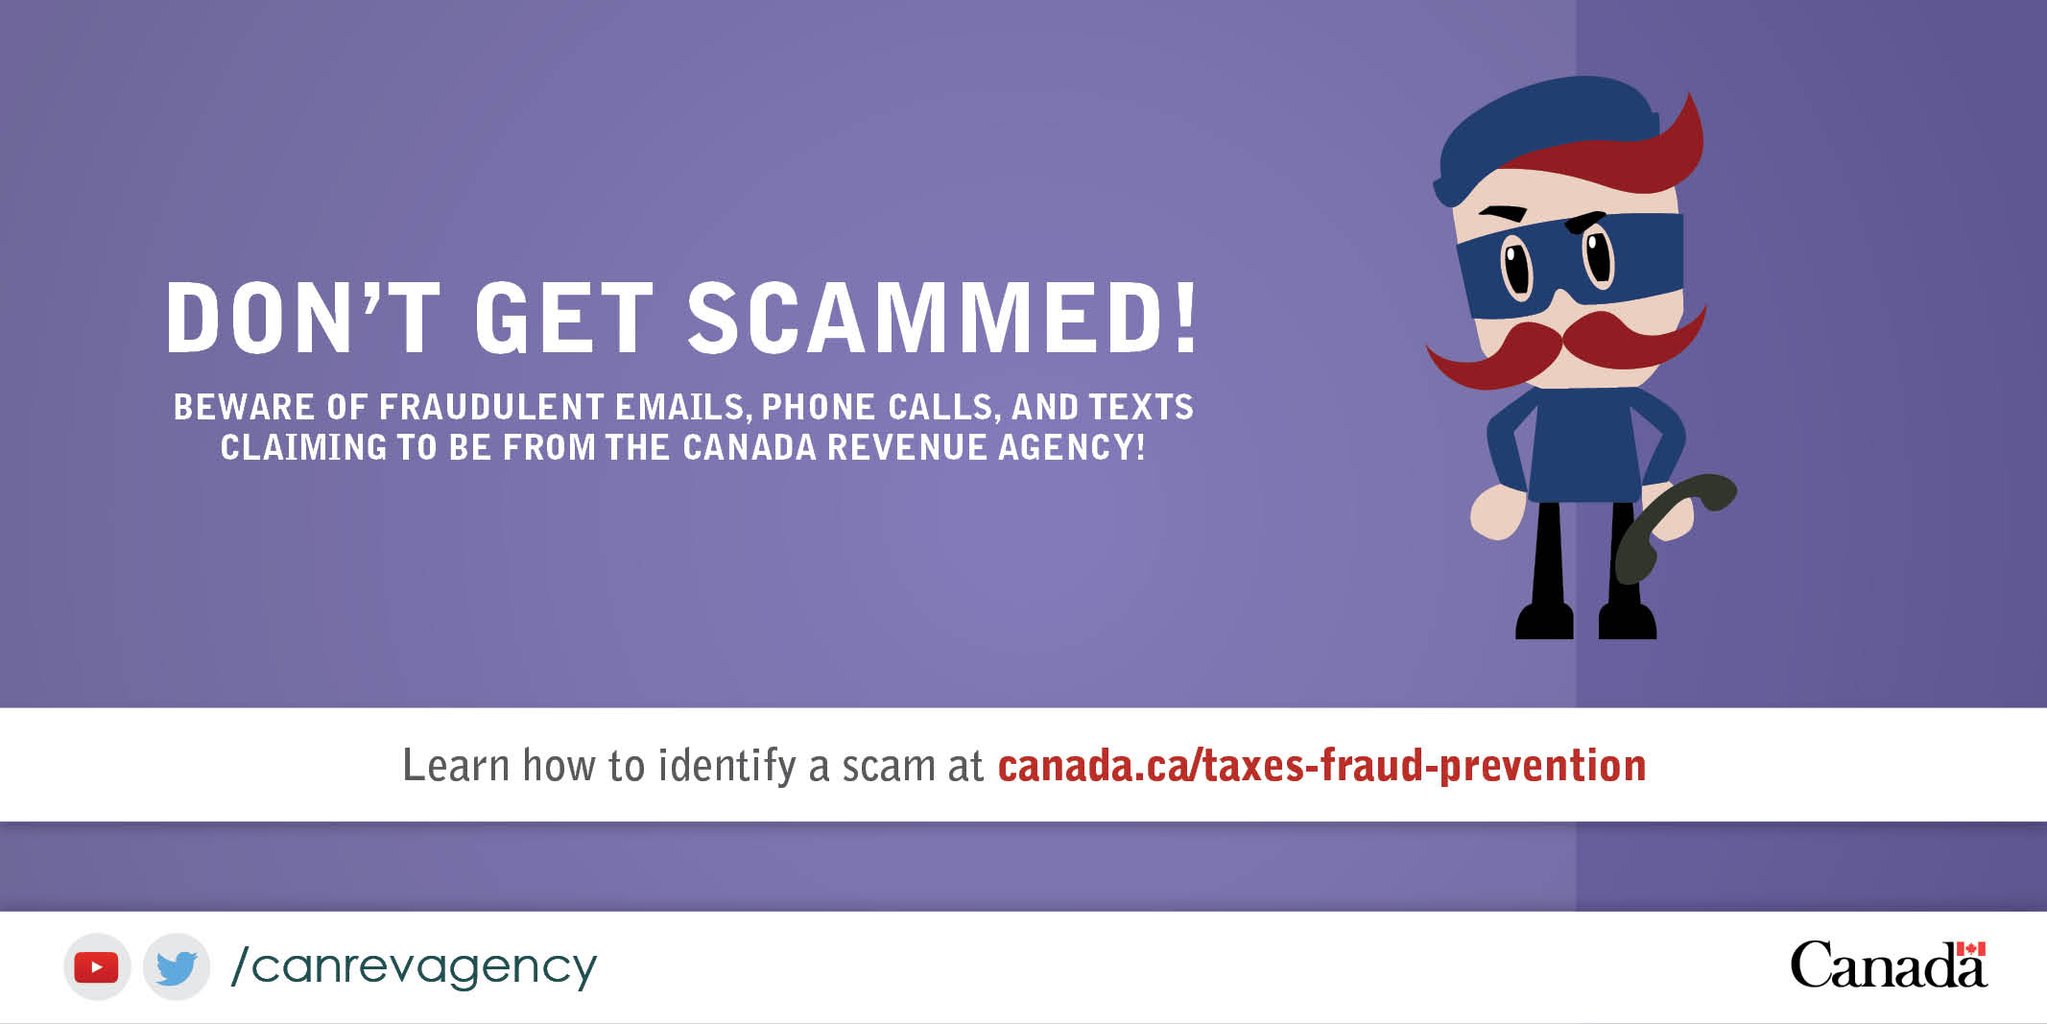 DON'T GET SCAMMED!
BEWARE OF FRAUDULENT EMAILS, PHONE CALLS, AND TEXTS
CLAIMING TO BE FROM THE CANADA REVENUE AGENCY!
Learn how to identify a scam at canada.ca/taxes-fraud-prevention
/canrevagency
Canada